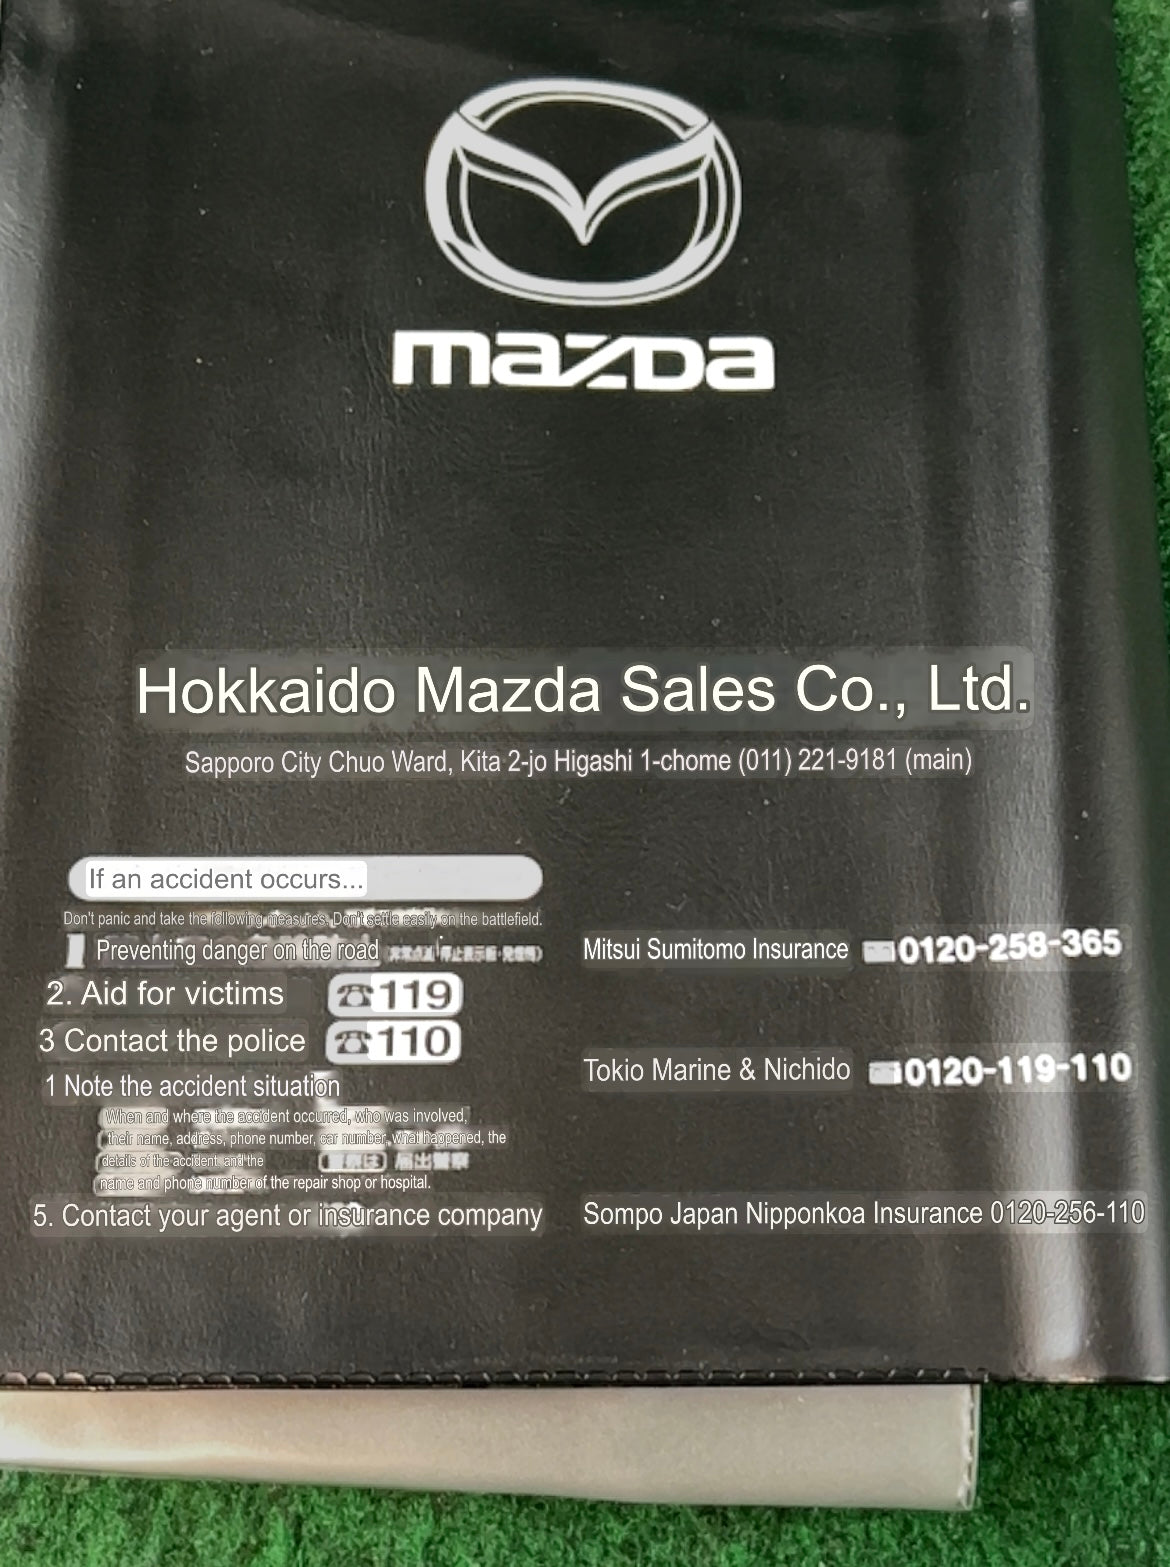 mazda
Hokkaido Mazda Sales Co., Ltd.
Sapporo City Chuo Ward, Kita 2-jo Higashi 1-chome (011) 221-9181 (main)
If an accident occurs...
Don't panic and take the following measures. Don't settle easily on the battlefield.
Preventing danger on the road
2. Aid for victims ☎119
3 Contact the police ☎110
1 Note the accident situation
When and where the accident occurred, who was involved,
their name, address, phone number, car number, what happened, the
details of the accident, and the
name and phone number of the repair shop or hospital.
5. Contact your agent or insurance company
Mitsui Sumitomo Insurance 0120-258-365
Tokio Marine & Nichido 0120-119-110
Sompo Japan Nipponkoa Insurance 0120-256-110